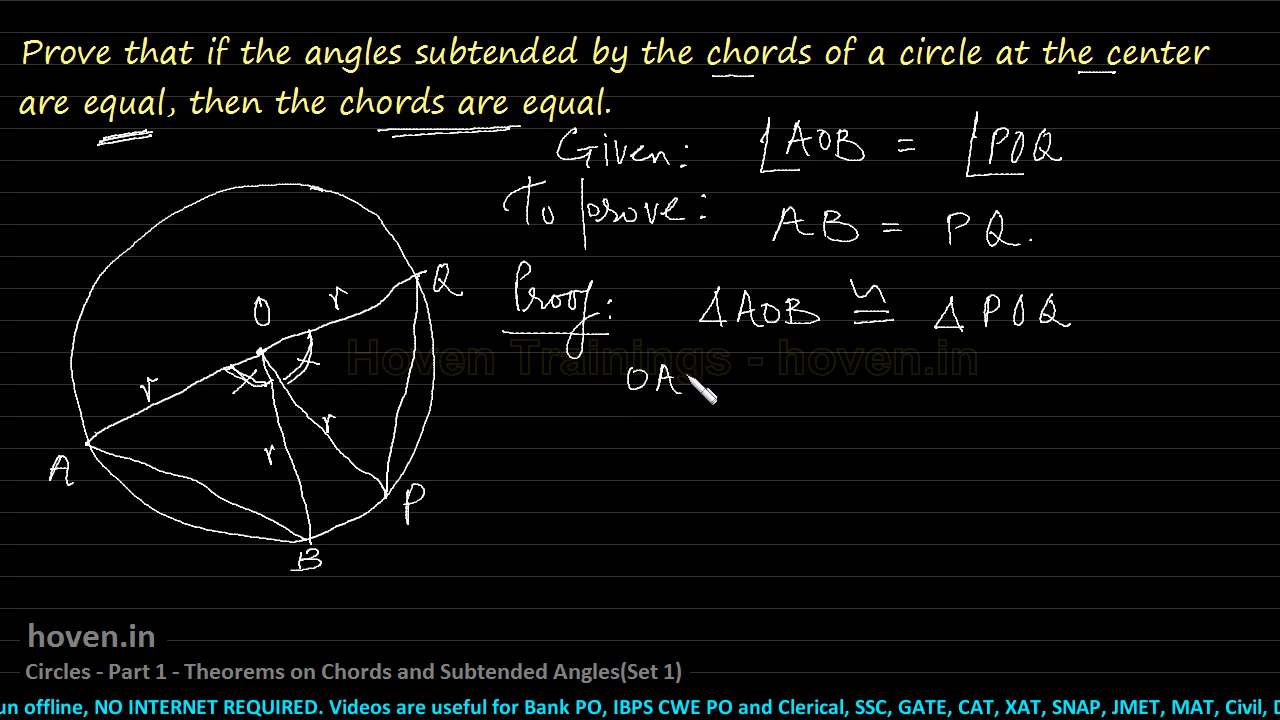 Prove that if the angles subtended by the chords of a circle at the center
are equal, then the chords are equal.
Given: ∠AOB = ∠POQ
To prove: AB = PQ.
Proof: ΔAOB ≅ ΔPOQ
OA
Q
r
O
r
r
r
A
P
B
Hoven Trainings - hoven.in
hoven.in
Circles - Part 1 - Theorems on Chords and Subtended Angles(Set 1)
un offline, NO INTERNET REQUIRED. Videos are useful for Bank PO, IBPS CWE PO and Clerical, SSC, GATE, CAT, XAT, SNAP, JMET, MAT, Civil,